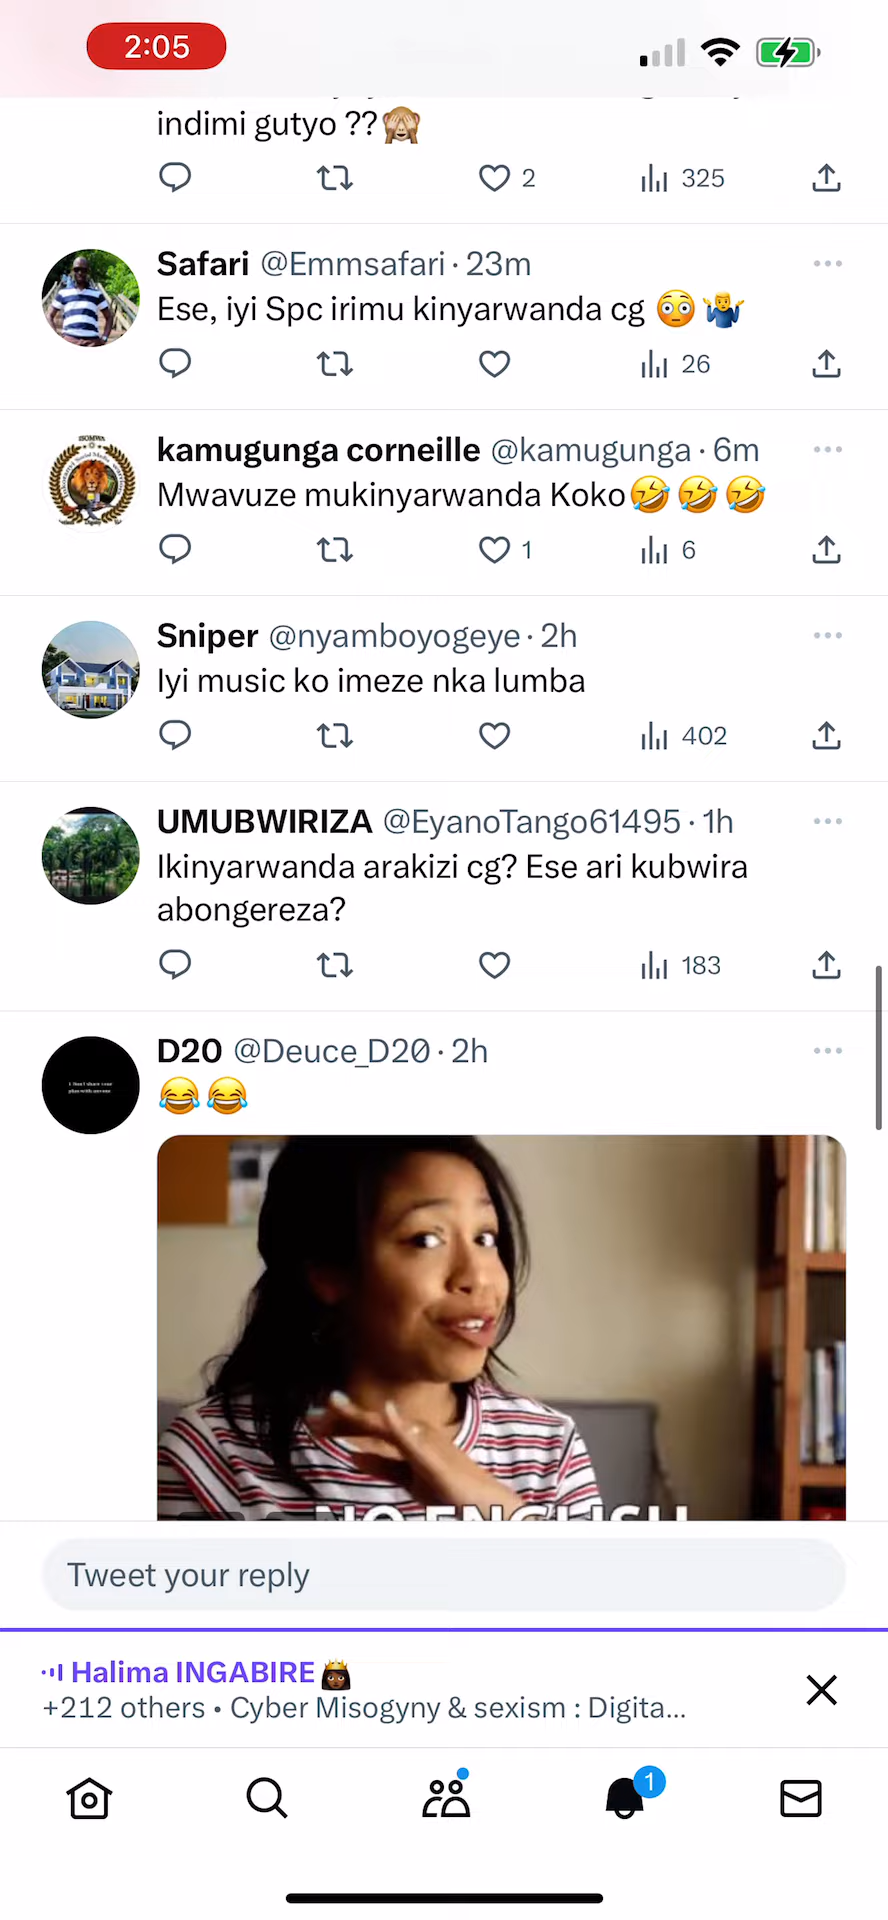 2:05
indimi gutyo ??🙈
2
325
Safari @Emmsafari · 23m
Ese, iyi Spc irimu kinyarwanda cg 😳 🤷‍♂️
26
kamugunga corneille @kamugunga · 6m
Mwavuze mukinyarwanda Koko🤣 🤣 🤣
1
6
Sniper @nyamboyogeye · 2h
Iyi music ko imeze nka lumba
402
UMUBWIRIZA @EyanoTango61495 · 1h
Ikinyarwanda arakizi cg? Ese ari kubwira
abongereza?
183
D20 @Deuce_D20 · 2h
😂 😂
NO ENGLISH
Tweet your reply
Halima INGABIRE👸🏿
+212 others • Cyber Misogyny & sexism : Digita...
1